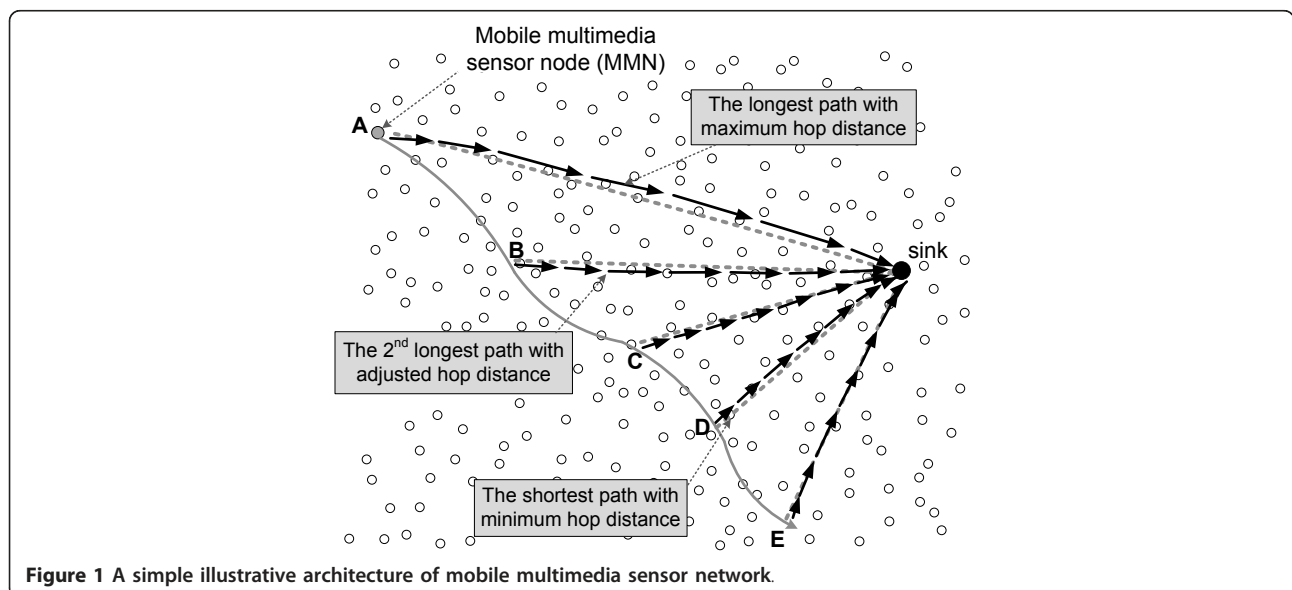 Mobile multimedia
sensor node (MMN)
The longest path with
maximum hop distance
A
sink
B
The 2nd longest path with
adjusted hop distance
C
D
The shortest path with
minimum hop distance
E
Figure 1 A simple illustrative architecture of mobile multimedia sensor network.